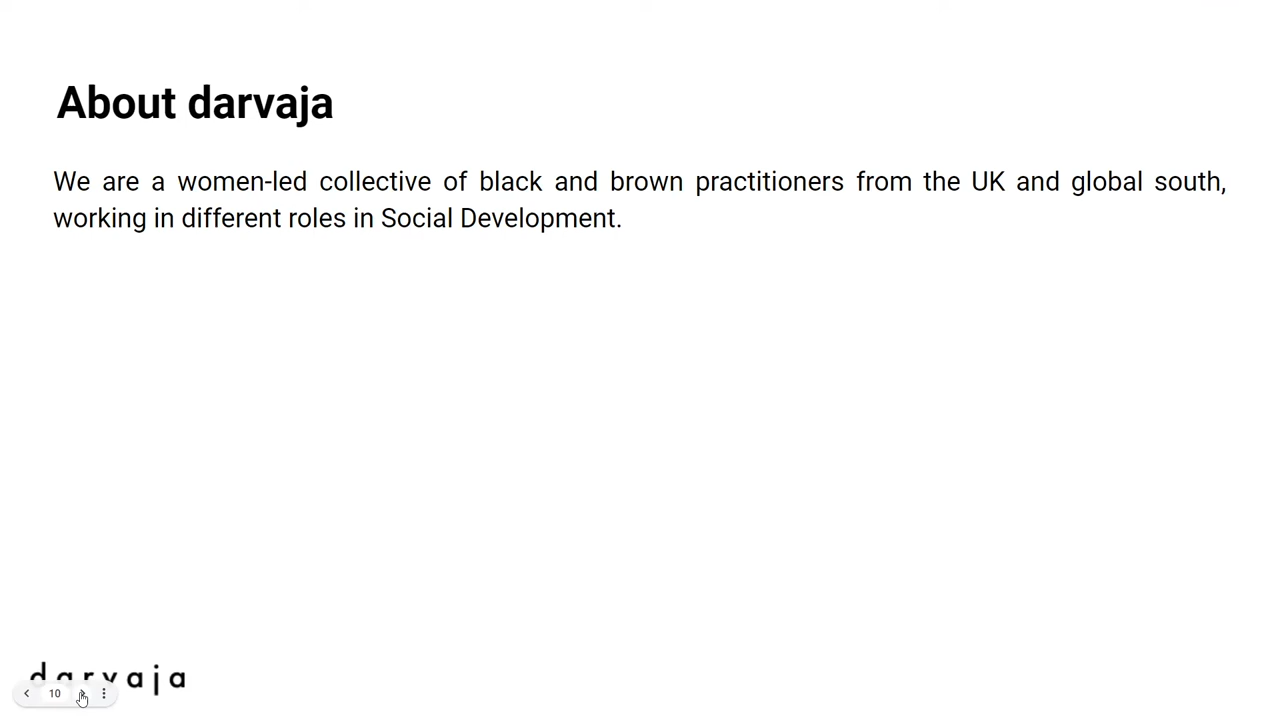 About darvaja
We are a women-led collective of black and brown practitioners from the UK and global south,
working in different roles in Social Development.
darvaja
10